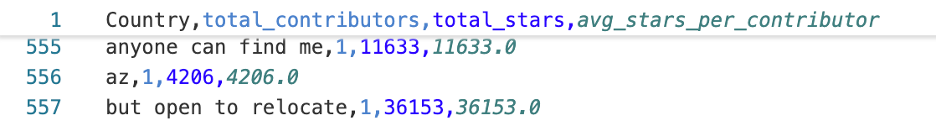 1 Country,total_contributors,total_stars,avg_stars_per_contributor
555 anyone can find me,1,11633,11633.0
556 az,1,4206,4206.0
557 but open to relocate,1,36153,36153.0